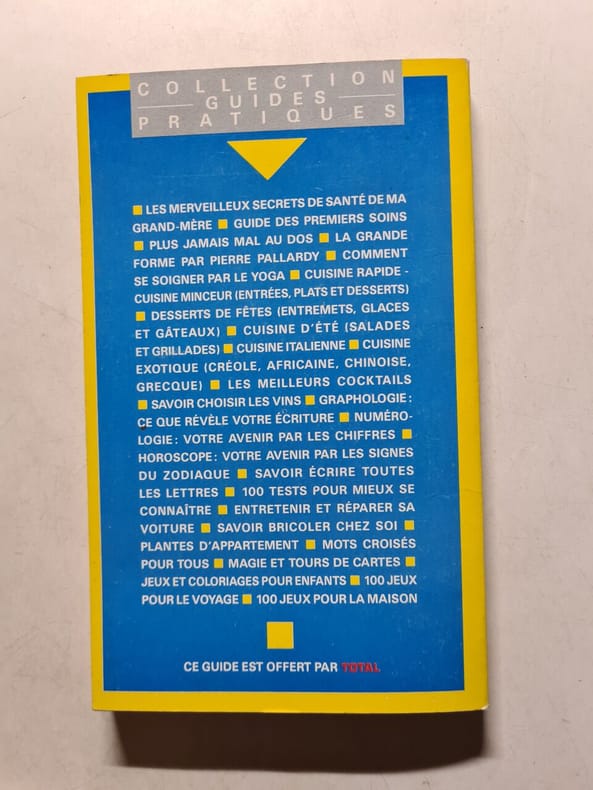 COLLECTION
GUIDES
PRATIQUES
■ LES MERVEILLEUX SECRETS DE SANTÉ DE MA
GRAND-MÈRE ■ GUIDE DES PREMIERS SOINS
■ PLUS JAMAIS MAL AU DOS ■ LA GRANDE
FORME PAR PIERRE PALLARDY ■ COMMENT
SE SOIGNER PAR LE YOGA ■ CUISINE RAPIDE -
CUISINE MINCEUR (ENTRÉES, PLATS ET DESSERTS)
■ DESSERTS DE FÊTES (ENTREMETS, GLACES
ET GÂTEAUX) ■ CUISINE D'ÉTÉ (SALADES
ET GRILLADES) ■ CUISINE ITALIENNE ■ CUISINE
EXOTIQUE (CRÉOLE, AFRICAINE, CHINOISE,
GRECQUE) ■ LES MEILLEURS COCKTAILS
■ SAVOIR CHOISIR LES VINS ■ GRAPHOLOGIE :
CE QUE RÉVÈLE VOTRE ÉCRITURE ■ NUMÉRO-
LOGIE : VOTRE AVENIR PAR LES CHIFFRES ■
HOROSCOPE : VOTRE AVENIR PAR LES SIGNES
DU ZODIAQUE ■ SAVOIR ÉCRIRE TOUTES
LES LETTRES ■ 100 TESTS POUR MIEUX SE
CONNAÎTRE ■ ENTRETENIR ET RÉPARER SA
VOITURE ■ SAVOIR BRICOLER CHEZ SOI ■
PLANTES D'APPARTEMENT ■ MOTS CROISÉS
POUR TOUS ■ MAGIE ET TOURS DE CARTES ■
JEUX ET COLORIAGES POUR ENFANTS ■ 100 JEUX
POUR LE VOYAGE ■ 100 JEUX POUR LA MAISON
CE GUIDE EST OFFERT PAR TOTAL